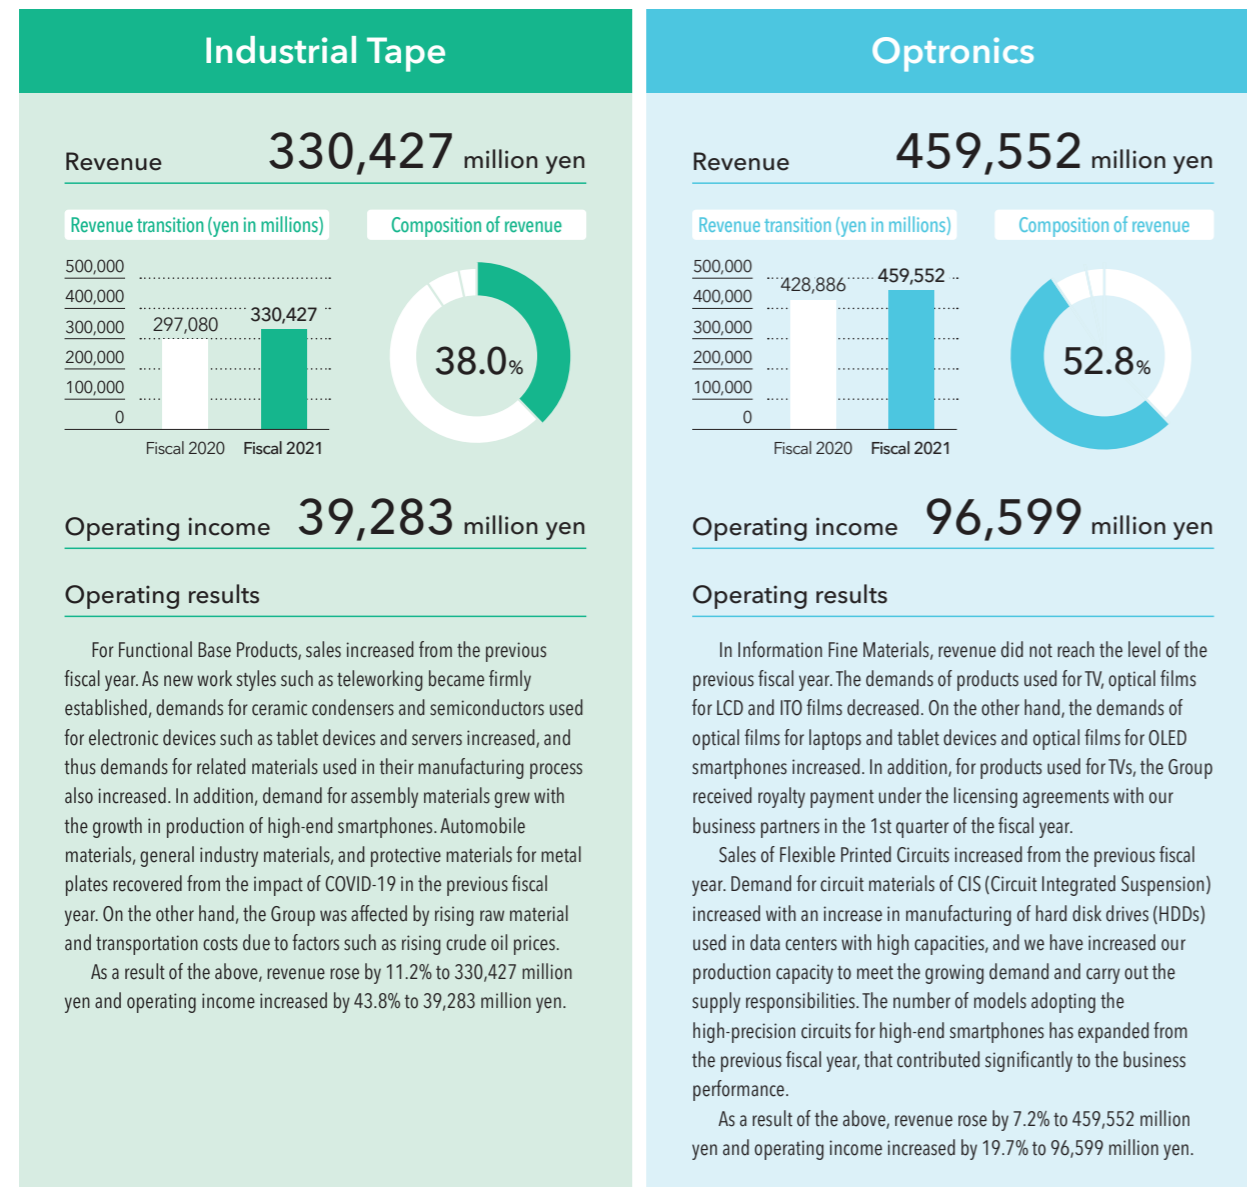 Industrial Tape
Revenue 330,427 million yen
Revenue transition (yen in millions)
Composition of revenue
500,000
400,000
300,000
200,000
100,000
0
297,080
330,427
Fiscal 2020 Fiscal 2021
38.0%
Operating income 39,283 million yen
Operating results
For Functional Base Products, sales increased from the previous
fiscal year. As new work styles such as teleworking became firmly
established, demands for ceramic condensers and semiconductors used
for electronic devices such as tablet devices and servers increased, and
thus demands for related materials used in their manufacturing process
also increased. In addition, demand for assembly materials grew with
the growth in production of high-end smartphones. Automobile
materials, general industry materials, and protective materials for metal
plates recovered from the impact of COVID-19 in the previous fiscal
year. On the other hand, the Group was affected by rising raw material
and transportation costs due to factors such as rising crude oil prices.
As a result of the above, revenue rose by 11.2% to 330,427 million
yen and operating income increased by 43.8% to 39,283 million yen.
Optronics
Revenue 459,552 million yen
Revenue transition (yen in millions)
Composition of revenue
500,000
400,000
300,000
200,000
100,000
0
428,886
459,552
Fiscal 2020 Fiscal 2021
52.8%
Operating income 96,599 million yen
Operating results
In Information Fine Materials, revenue did not reach the level of the
previous fiscal year. The demands of products used for TV, optical films
for LCD and ITO films decreased. On the other hand, the demands of
optical films for laptops and tablet devices and optical films for OLED
smartphones increased. In addition, for products used for TVs, the Group
received royalty payment under the licensing agreements with our
business partners in the 1st quarter of the fiscal year.
Sales of Flexible Printed Circuits increased from the previous fiscal
year. Demand for circuit materials of CIS (Circuit Integrated Suspension)
increased with an increase in manufacturing of hard disk drives (HDDs)
used in data centers with high capacities, and we have increased our
production capacity to meet the growing demand and carry out the
supply responsibilities. The number of models adopting the
high-precision circuits for high-end smartphones has expanded from
the previous fiscal year, that contributed significantly to the business
performance.
As a result of the above, revenue rose by 7.2% to 459,552 million
yen and operating income increased by 19.7% to 96,599 million yen.